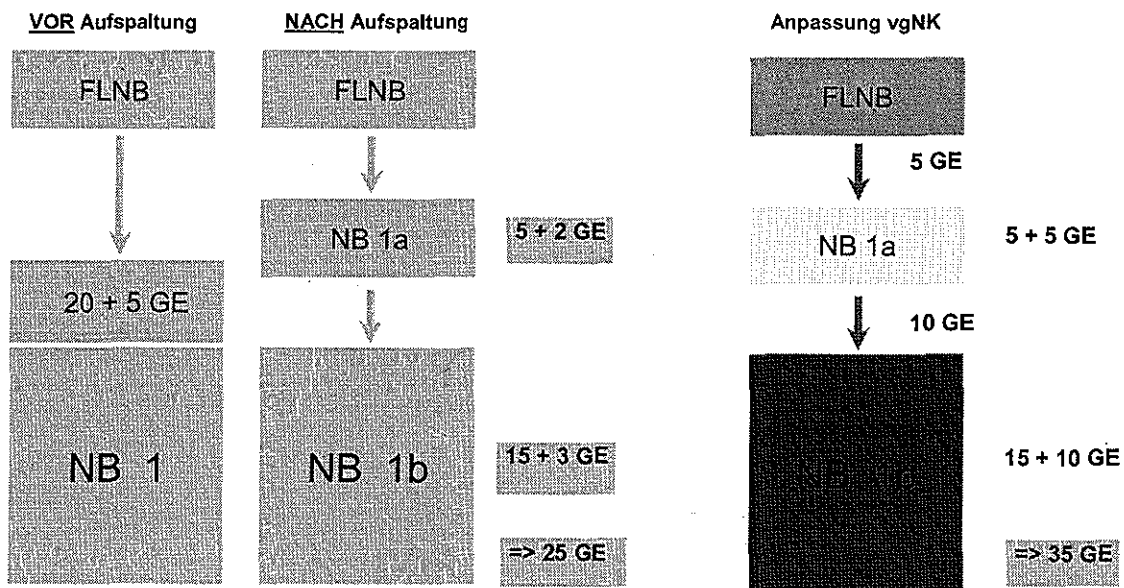 VOR Aufspaltung
FLNB
20 + 5 GE
NB 1
NACH Aufspaltung
FLNB
NB 1a
5 + 2 GE
NB 1b
15 + 3 GE
=> 25 GE
Anpassung vgNK
FLNB
5 GE
NB 1a
5 + 5 GE
10 GE
15 + 10 GE
=> 35 GE